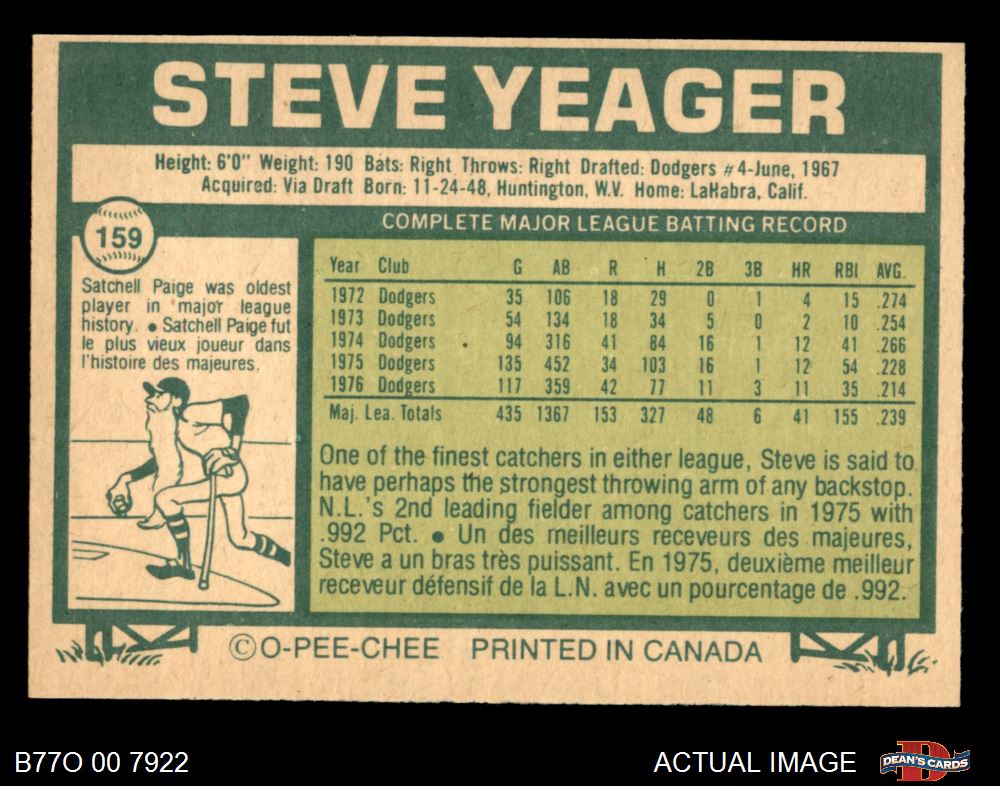 STEVE YEAGER
Height: 6'0" Weight: 190 Bats: Right Throws: Right Drafted: Dodgers #4-June, 1967
Acquired: Via Draft Born: 11-24-48, Huntington, W.V. Home: LaHabra, Calif.
159
COMPLETE MAJOR LEAGUE BATTING RECORD
Satchell Paige was oldest
player in major league
history. ● Satchell Paige fut
le plus vieux joueur dans
l'histoire des majeures.
Year Club G AB R H 2B 3B HR RBI AVG.
1972 Dodgers 35 106 18 29 0 1 4 15 .274
1973 Dodgers 54 134 18 34 5 0 2 10 .254
1974 Dodgers 94 316 41 84 16 1 12 41 .266
1975 Dodgers 135 452 34 103 16 1 12 54 .228
1976 Dodgers 117 359 42 77 11 3 11 35 .214
Maj. Lea. Totals 435 1367 153 327 48 6 41 155 .239
One of the finest catchers in either league, Steve is said to
have perhaps the strongest throwing arm of any backstop.
N.L.'s 2nd leading fielder among catchers in 1975 with
.992 Pct. ● Un des meilleurs receveurs des majeures,
Steve a un bras très puissant. En 1975, deuxième meilleur
receveur défensif de la L.N. avec un pourcentage de .992.
©O-PEE-CHEE PRINTED IN CANADA
B77O 00 7922
ACTUAL IMAGE
DEAN'S CARDS